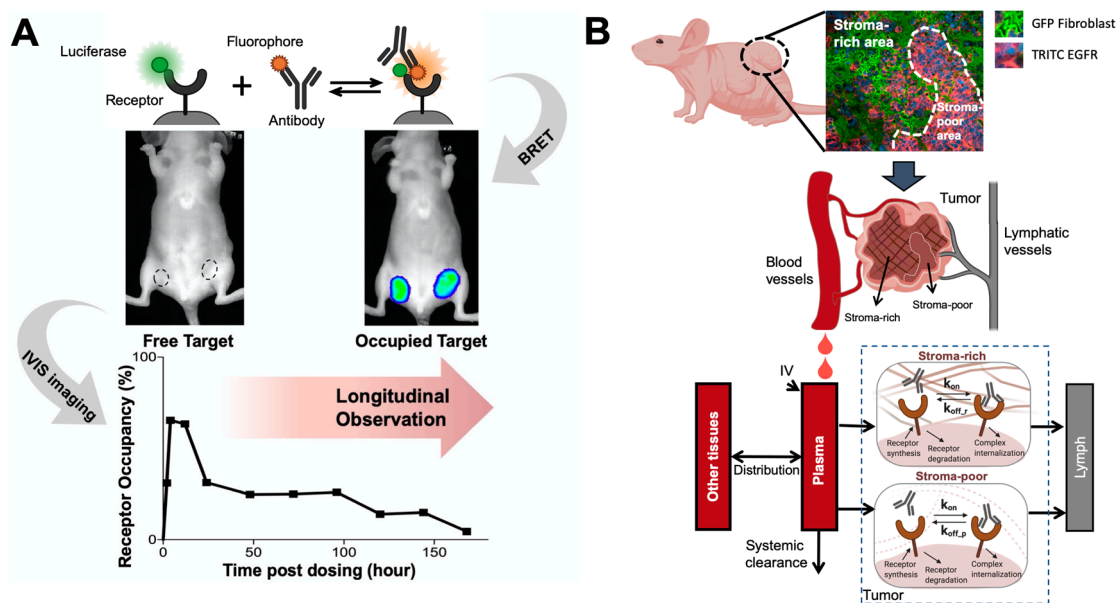 A
Luciferase
Fluorophore
Receptor
Antibody
BRET
Free Target
Occupied Target
IVIS imaging
Receptor Occupancy (%)
100
0
Longitudinal
Observation
0
50
100
150
Time post dosing (hour)
B
Stroma-
rich area
Stroma-
poor
area
GFP Fibroblast
TRITC EGFR
Tumor
Blood
vessels
Lymphatic
vessels
Stroma-rich
Stroma-poor
IV
Other tissues
Distribution
Plasma
Systemic
clearance
Stroma-rich
kon
koff_r
Receptor
synthesis
Receptor
degradation
Complex
internalization
Stroma-poor
kon
koff_p
Receptor
synthesis
Receptor
degradation
Complex
internalization
Tumor
Lymph